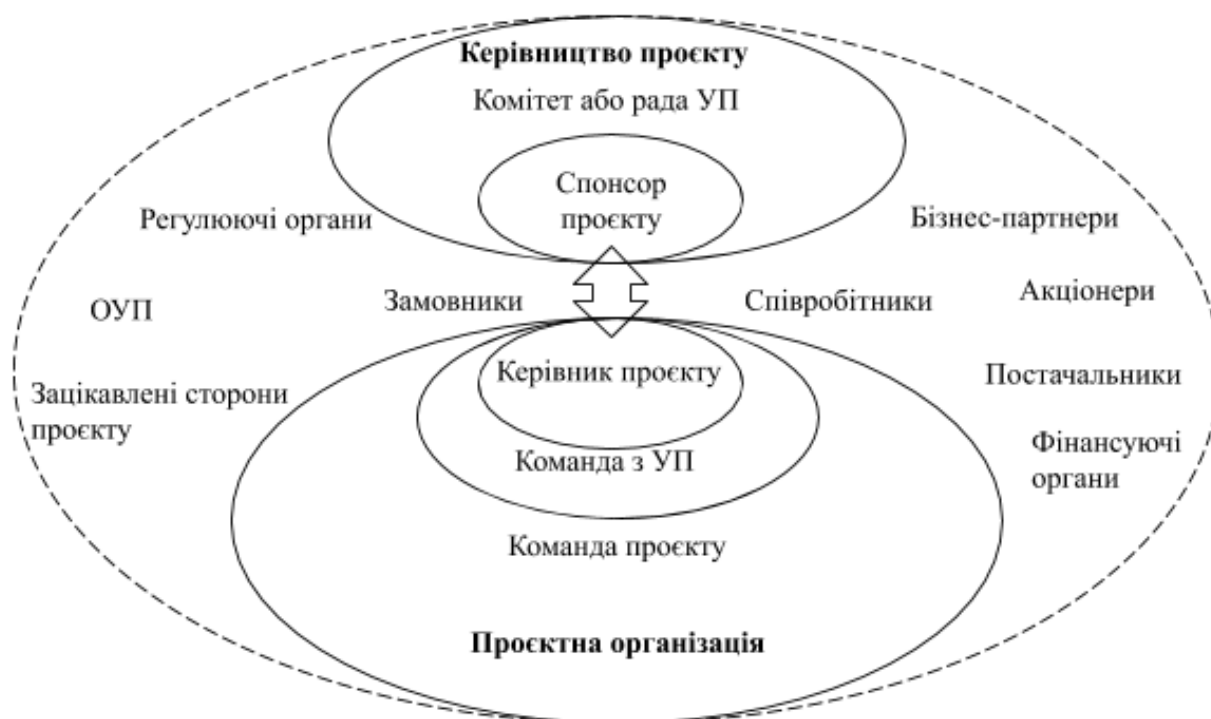 Керівництво проєкту
Комітет або рада УП
Спонсор
проєкту
Регулюючі органи
Бізнес-партнери
ОУП
Замовники
Співробітники
Акціонери
Зацікавлені сторони
проєкту
Керівник проєкту
Постачальники
Команда з УП
Фінансуючі
органи
Команда проєкту
Проєктна організація